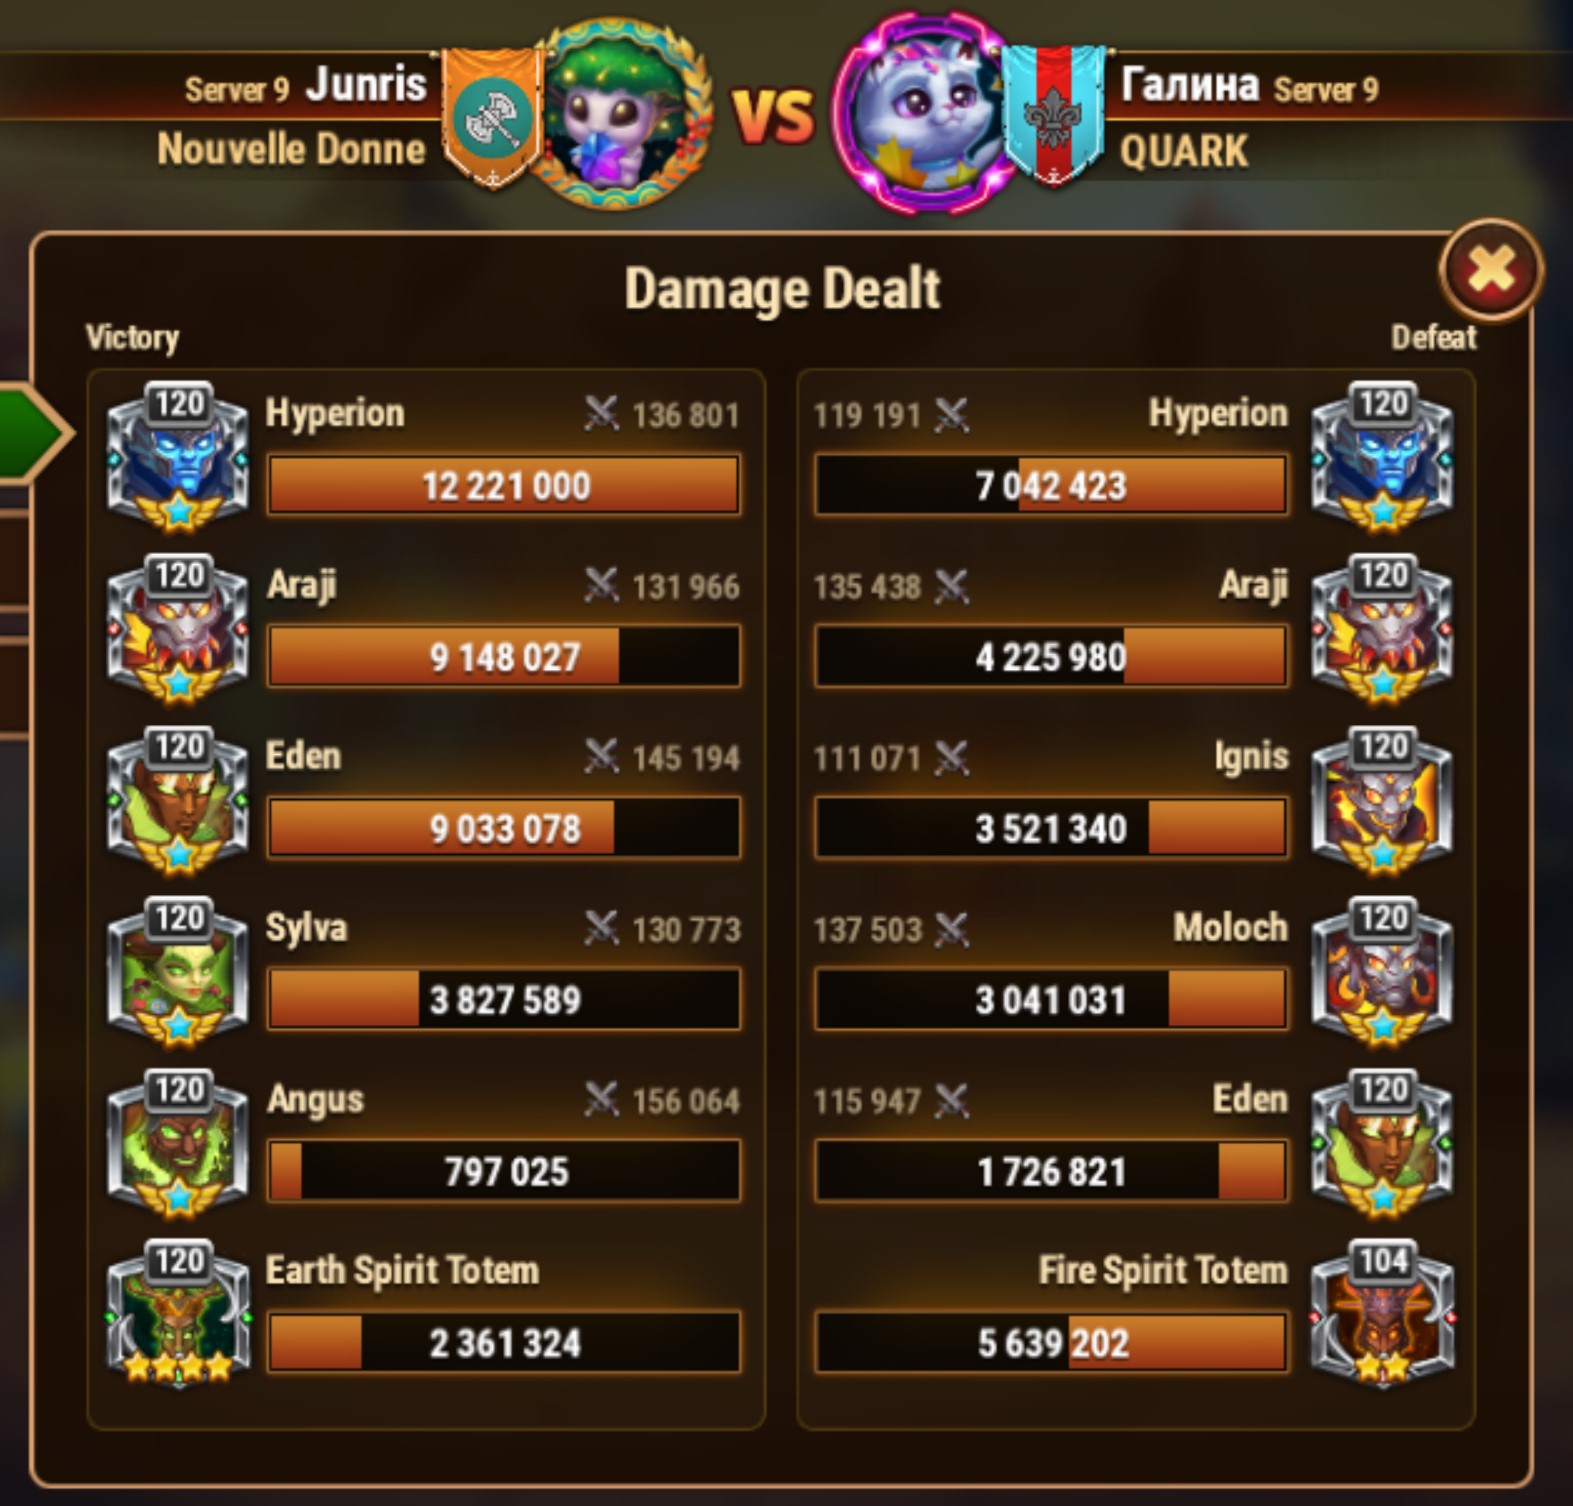 Server 9 Junris VS Галина Server 9
Nouvelle Donne QUARK
Damage Dealt
Victory Defeat
120 Hyperion 136 801 119 191 Hyperion 120
12 221 000 7 042 423
120 Araji 131 966 135 438 Araji 120
9 148 027 4 225 980
120 Eden 145 194 111 071 Ignis 120
9 033 078 3 521 340
120 Sylva 130 773 137 503 Moloch 120
3 827 589 3 041 031
120 Angus 156 064 115 947 Eden 120
797 025 1 726 821
120 Earth Spirit Totem Fire Spirit Totem 104
2 361 324 5 639 202